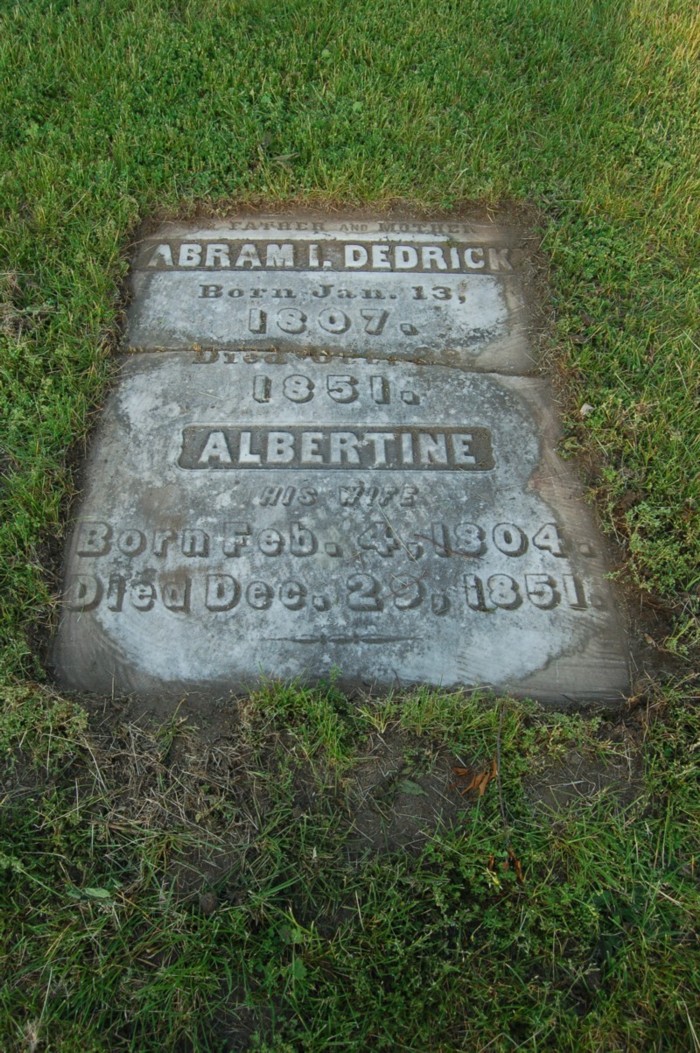 FATHER AND MOTHER
ABRAM I. DEDRICK
Born Jan. 13,
1807.
Died
1851.
ALBERTINE
HIS WIFE
Born Feb. 4, 1804.
Died Dec. 29, 1851.